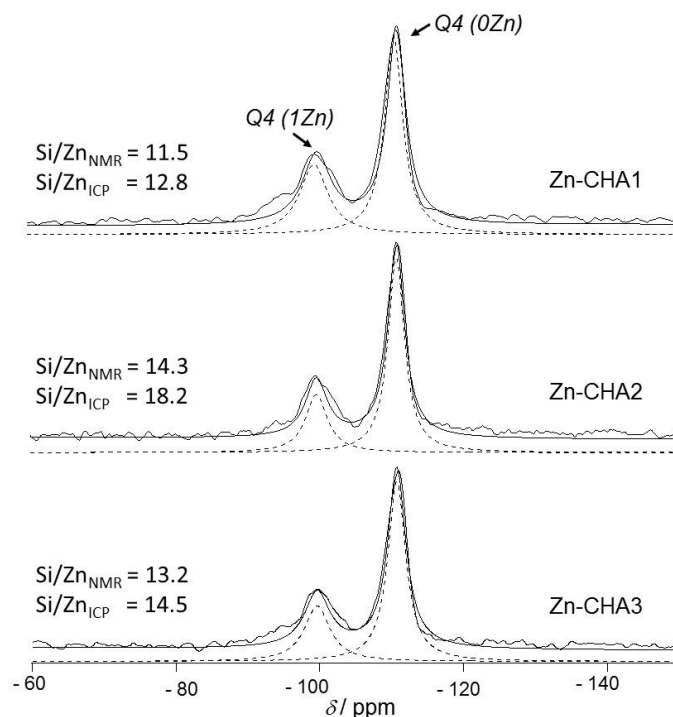 Q4 (0Zn)
Q4 (1Zn)
Si/Zn_NMR = 11.5
Si/Zn_ICP = 12.8
Zn-CHA1
Si/Zn_NMR = 14.3
Si/Zn_ICP = 18.2
Zn-CHA2
Si/Zn_NMR = 13.2
Si/Zn_ICP = 14.5
Zn-CHA3
- 60 - 80 - 100 - 120 - 140
δ / ppm